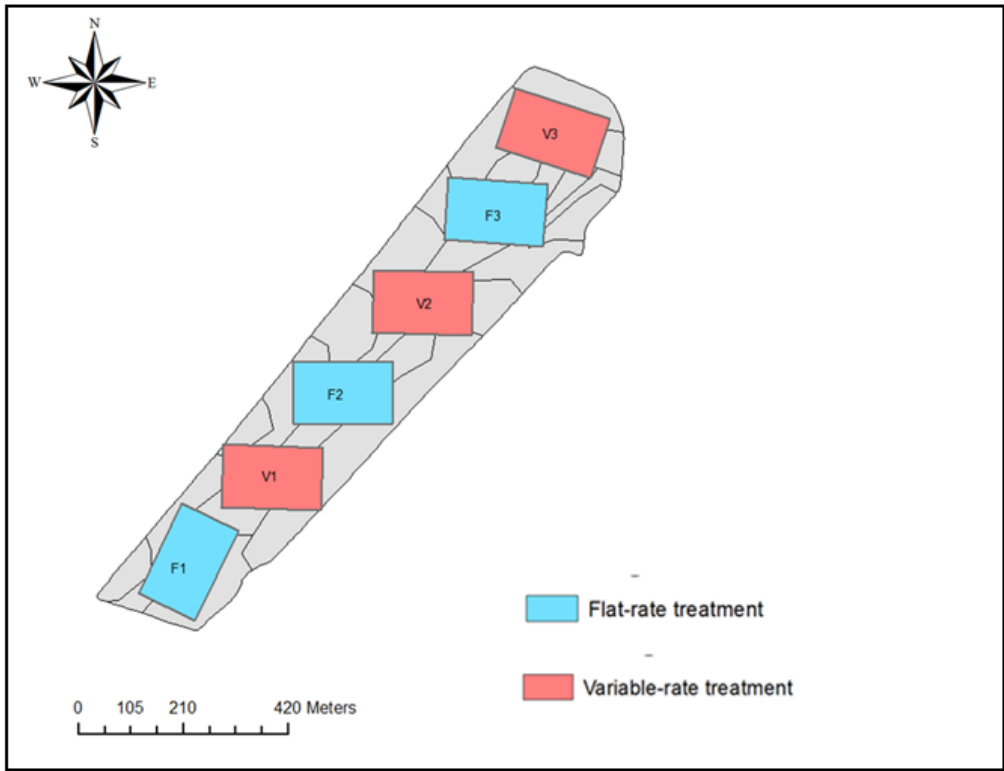 N
W E
S
V3
F3
V2
F2
V1
F1
Flat-rate treatment
Variable-rate treatment
0 105 210 420 Meters